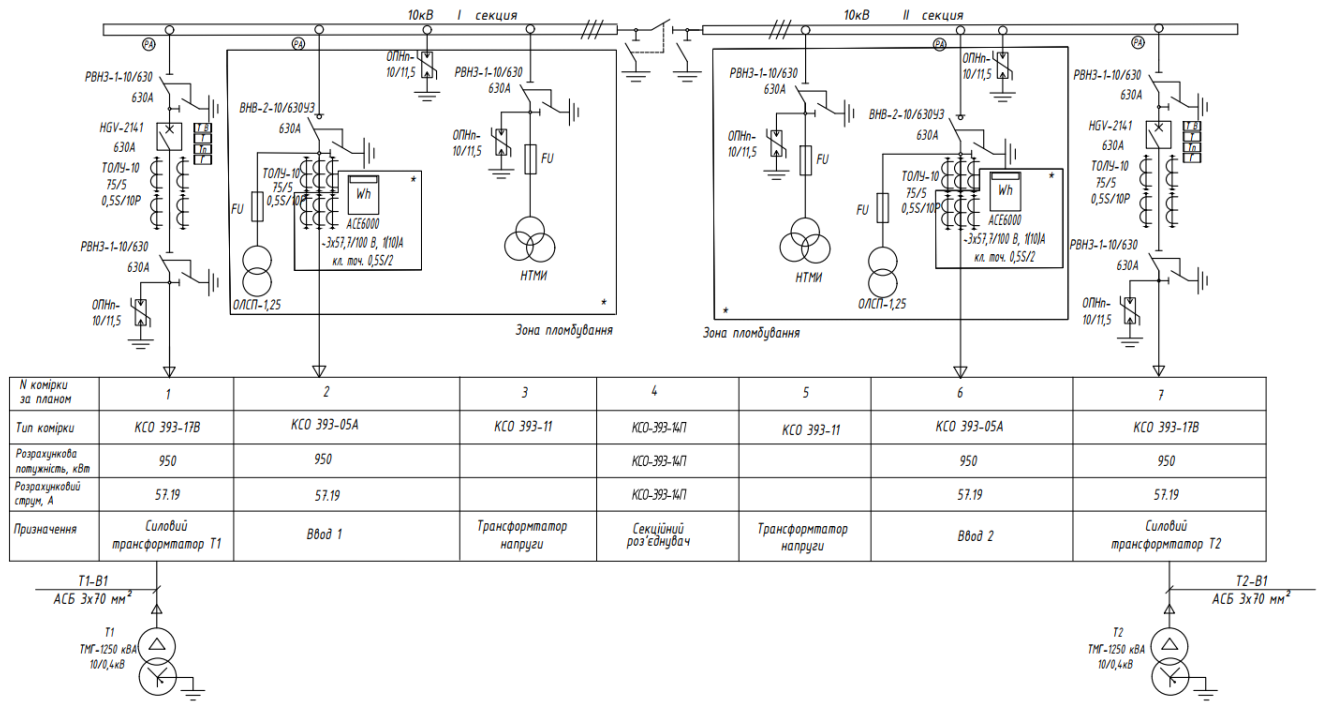 10кВ I секция
10кВ II секция
PA
PA
PA
PA
ОПНп-
10/11,5
ОПНп-
10/11,5
РВНЗ-1-10/630
630А
РВНЗ-1-10/630
630А
РВНЗ-1-10/630
630А
РВНЗ-1-10/630
630А
ВНВ-2-10/630УЗ
630А
ВНВ-2-10/630УЗ
630А
HGV-2141
630А
Т В
Т
Тп
Т
HGV-2141
630А
Т В
Т
Тп
Т
ОПНп-
10/11,5
FU
ОПНп-
10/11,5
FU
ТОЛУ-10
75/5
0,5S/10Р
ТОЛУ-10
75/5
0,5S/10Р
ТОЛУ-10
75/5
0,5S/10Р
ТОЛУ-10
75/5
0,5S/10Р
FU
Wh
*
ACE6000
~3x57,7/100 В, 1(10)А
кл. точ. 0,5S/2
FU
Wh
*
ACE6000
~3x57,7/100 В, 1(10)А
кл. точ. 0,5S/2
РВНЗ-1-10/630
630А
РВНЗ-1-10/630
630А
НТМИ
НТМИ
ОПНп-
10/11,5
ОЛСП-1,25
*
ОЛСП-1,25
*
ОПНп-
10/11,5
Зона пломбування
Зона пломбування
N комірки
за планом
1 2 3 4 5 6 7
Тип комірки КСО 393-17В КСО 393-05А КСО 393-11 КСО-393-14П КСО 393-11 КСО 393-05А КСО 393-17В
Розрахункова
потужність, кВт
950 950 КСО-393-14П 950 950
Розрахунковий
струм, А
57.19 57.19 КСО-393-14П 57.19 57.19
Призначення
Силовий
трансформтатор Т1
Ввод 1
Трансформтатор
напруги
Секційний
роз'єднувач
Трансформтатор
напруги
Ввод 2
Силовий
трансформтатор Т2
Т1-В1
АСБ 3х70 мм²
Т2-В1
АСБ 3х70 мм²
Т1
ТМГ-1250 кВА
10/0,4кВ
Т2
ТМГ-1250 кВА
10/0,4кВ